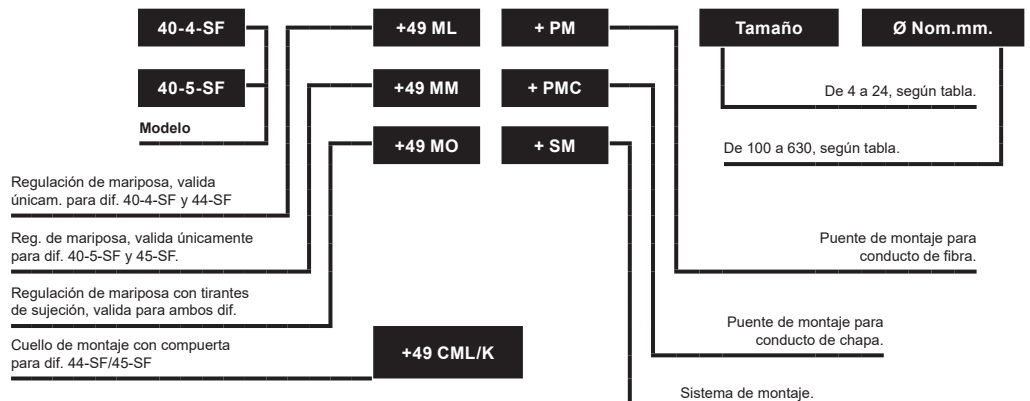 40-4-SF
+49 ML
+ PM
Tamaño
Ø Nom.mm.
40-5-SF
+49 MM
+ PMC
De 4 a 24, según tabla.
Modelo
+49 MO
+ SM
De 100 a 630, según tabla.
Regulación de mariposa, valida
únicam. para dif. 40-4-SF y 44-SF
Reg. de mariposa, valida únicamente
para dif. 40-5-SF y 45-SF.
Puente de montaje para
conducto de fibra.
Regulación de mariposa con tirantes
de sujeción, valida para ambos dif.
Puente de montaje para
conducto de chapa.
Cuello de montaje con compuerta
para dif. 44-SF/45-SF
+49 CML/K
Sistema de montaje.